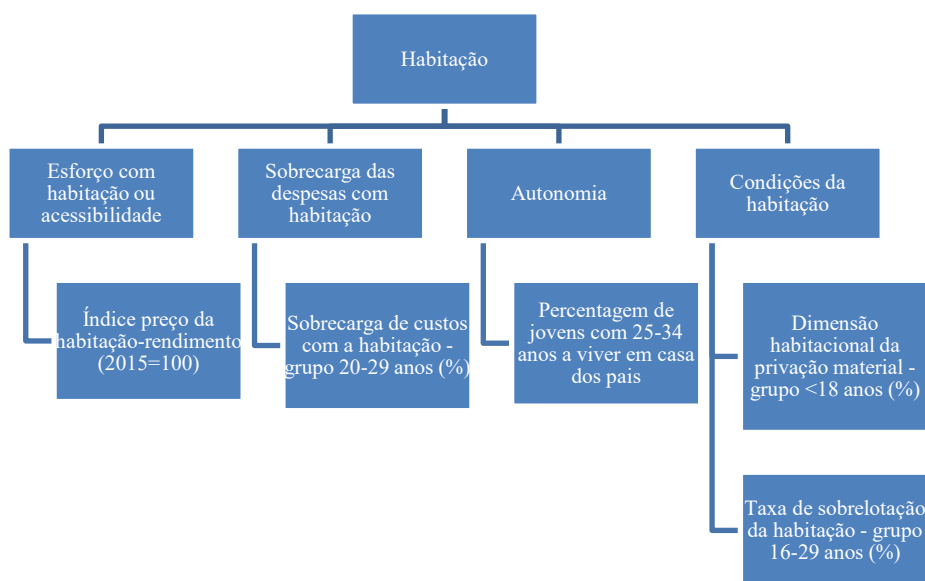 Habitação
Esforço com
habitação ou
acessibilidade
Sobrecarga das
despesas com
habitação
Autonomia
Condições da
habitação
Índice preço da
habitação-rendimento
(2015=100)
Sobrecarga de custos
com a habitação -
grupo 20-29 anos (%)
Percentagem de
jovens com 25-34
anos a viver em casa
dos pais
Dimensão
habitacional da
privação material -
grupo <18 anos (%)
Taxa de sobrelotação
da habitação - grupo
16-29 anos (%)